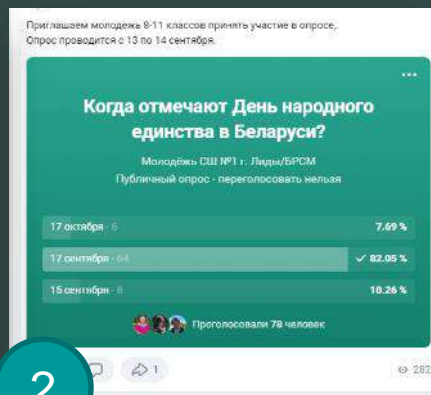 Приглашаем молодежь 8-11 классов принять участие в опросе,.
Опрос проводится с 13 по 14 сентября.
Когда отмечают День народного
единства в Беларуси?
Молодёжь СШ №1 г. Лиды/БРСМ
Публичный опрос - переголосовать нельзя
17 октября · 6 7.69 %
17 сентября · 64 82.05 %
15 сентября · 8 10.26 %
Проголосовали 78 человек
1 282
2